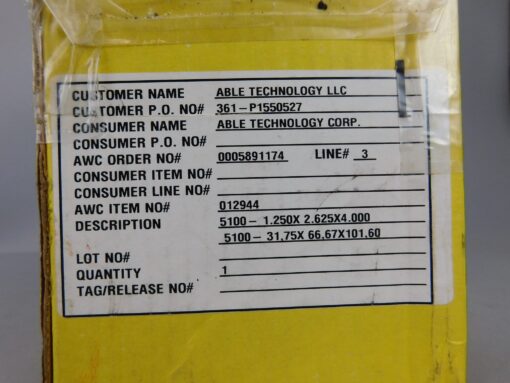 CUSTOMER NAME ABLE TECHNOLOGY LLC
CUSTOMER P.O. NO# 361-P1550527
CONSUMER NAME ABLE TECHNOLOGY CORP.
CONSUMER P.O. NO#
AWC ORDER NO# 0005891174 LINE# 3
CONSUMER ITEM NO#
CONSUMER LINE NO#
AWC ITEM NO# 012944
DESCRIPTION 5100- 1.250X 2.625X4.000
5100- 31,75X 66,67X101.60
LOT NO#
QUANTITY 1
TAG/RELEASE NO#